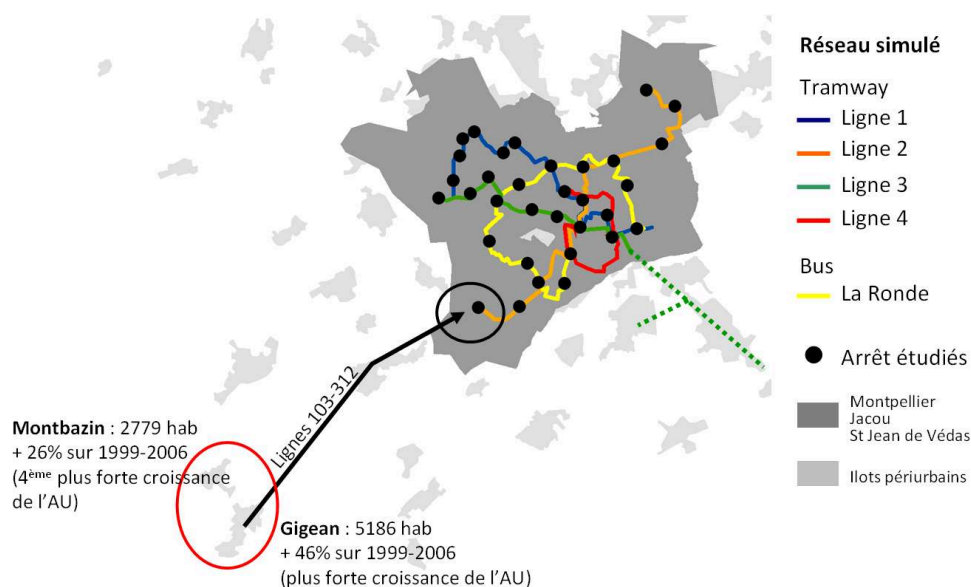 Réseau simulé
Tramway
Ligne 1
Ligne 2
Ligne 3
Ligne 4
Bus
La Ronde
Arrêt étudiés
Montpellier
Jacou
St Jean de Védas
Ilots périurbains
Lignes 103-312
Montbazin : 2779 hab
+ 26% sur 1999-2006
(4ème plus forte croissance
de l'AU)
Gigean : 5186 hab
+ 46% sur 1999-2006
(plus forte croissance de l'AU)